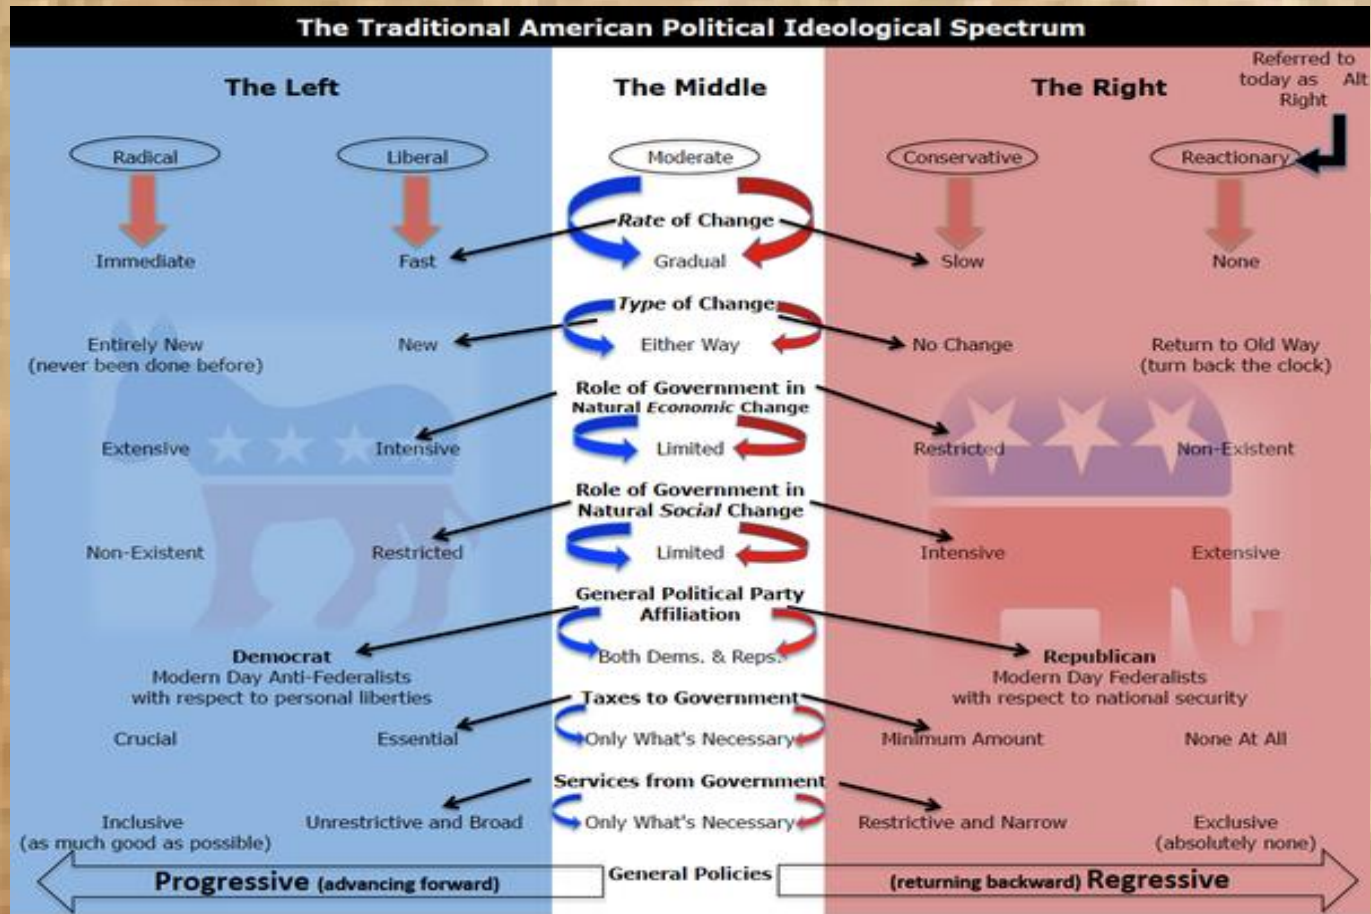 The Traditional American Political Ideological Spectrum
The Left
The Middle
The Right
Referred to
today as Alt
Right
Radical
Liberal
Moderate
Conservative
Reactionary
Rate of Change
Immediate
Fast
Gradual
Slow
None
Type of Change
Entirely New
(never been done before)
New
Either Way
No Change
Return to Old Way
(turn back the clock)
Role of Government in
Natural Economic Change
Extensive
Intensive
Limited
Restricted
Non-Existent
Role of Government in
Natural Social Change
Non-Existent
Restricted
Limited
Intensive
Extensive
General Political Party
Affiliation
Democrat
Modern Day Anti-Federalists
with respect to personal liberties
Both Dems. & Reps.
Republican
Modern Day Federalists
with respect to national security
Taxes to Government
Crucial
Essential
Only What's Necessary
Minimum Amount
None At All
Services from Government
Inclusive
(as much good as possible)
Unrestrictive and Broad
Only What's Necessary
Restrictive and Narrow
Exclusive
(absolutely none)
Progressive (advancing forward)
General Policies
(returning backward) Regressive